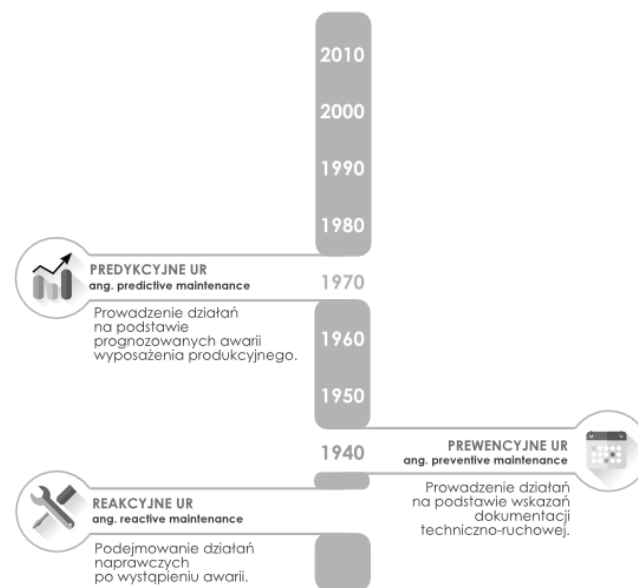 2010
2000
1990
1980
PREDYKCYJNE UR
ang. predictive maintenance
1970
Prowadzenie działań
na podstawie
prognozowanych awarii
wyposażenia produkcyjnego.
1960
1950
1940
PREWENCYJNE UR
ang. preventive maintenance
Prowadzenie działań
na podstawie wskazań
dokumentacji
techniczno-ruchowej.
REAKCYJNE UR
ang. reactive maintenance
Podejmowanie działań
naprawczych
po wystąpieniu awarii.